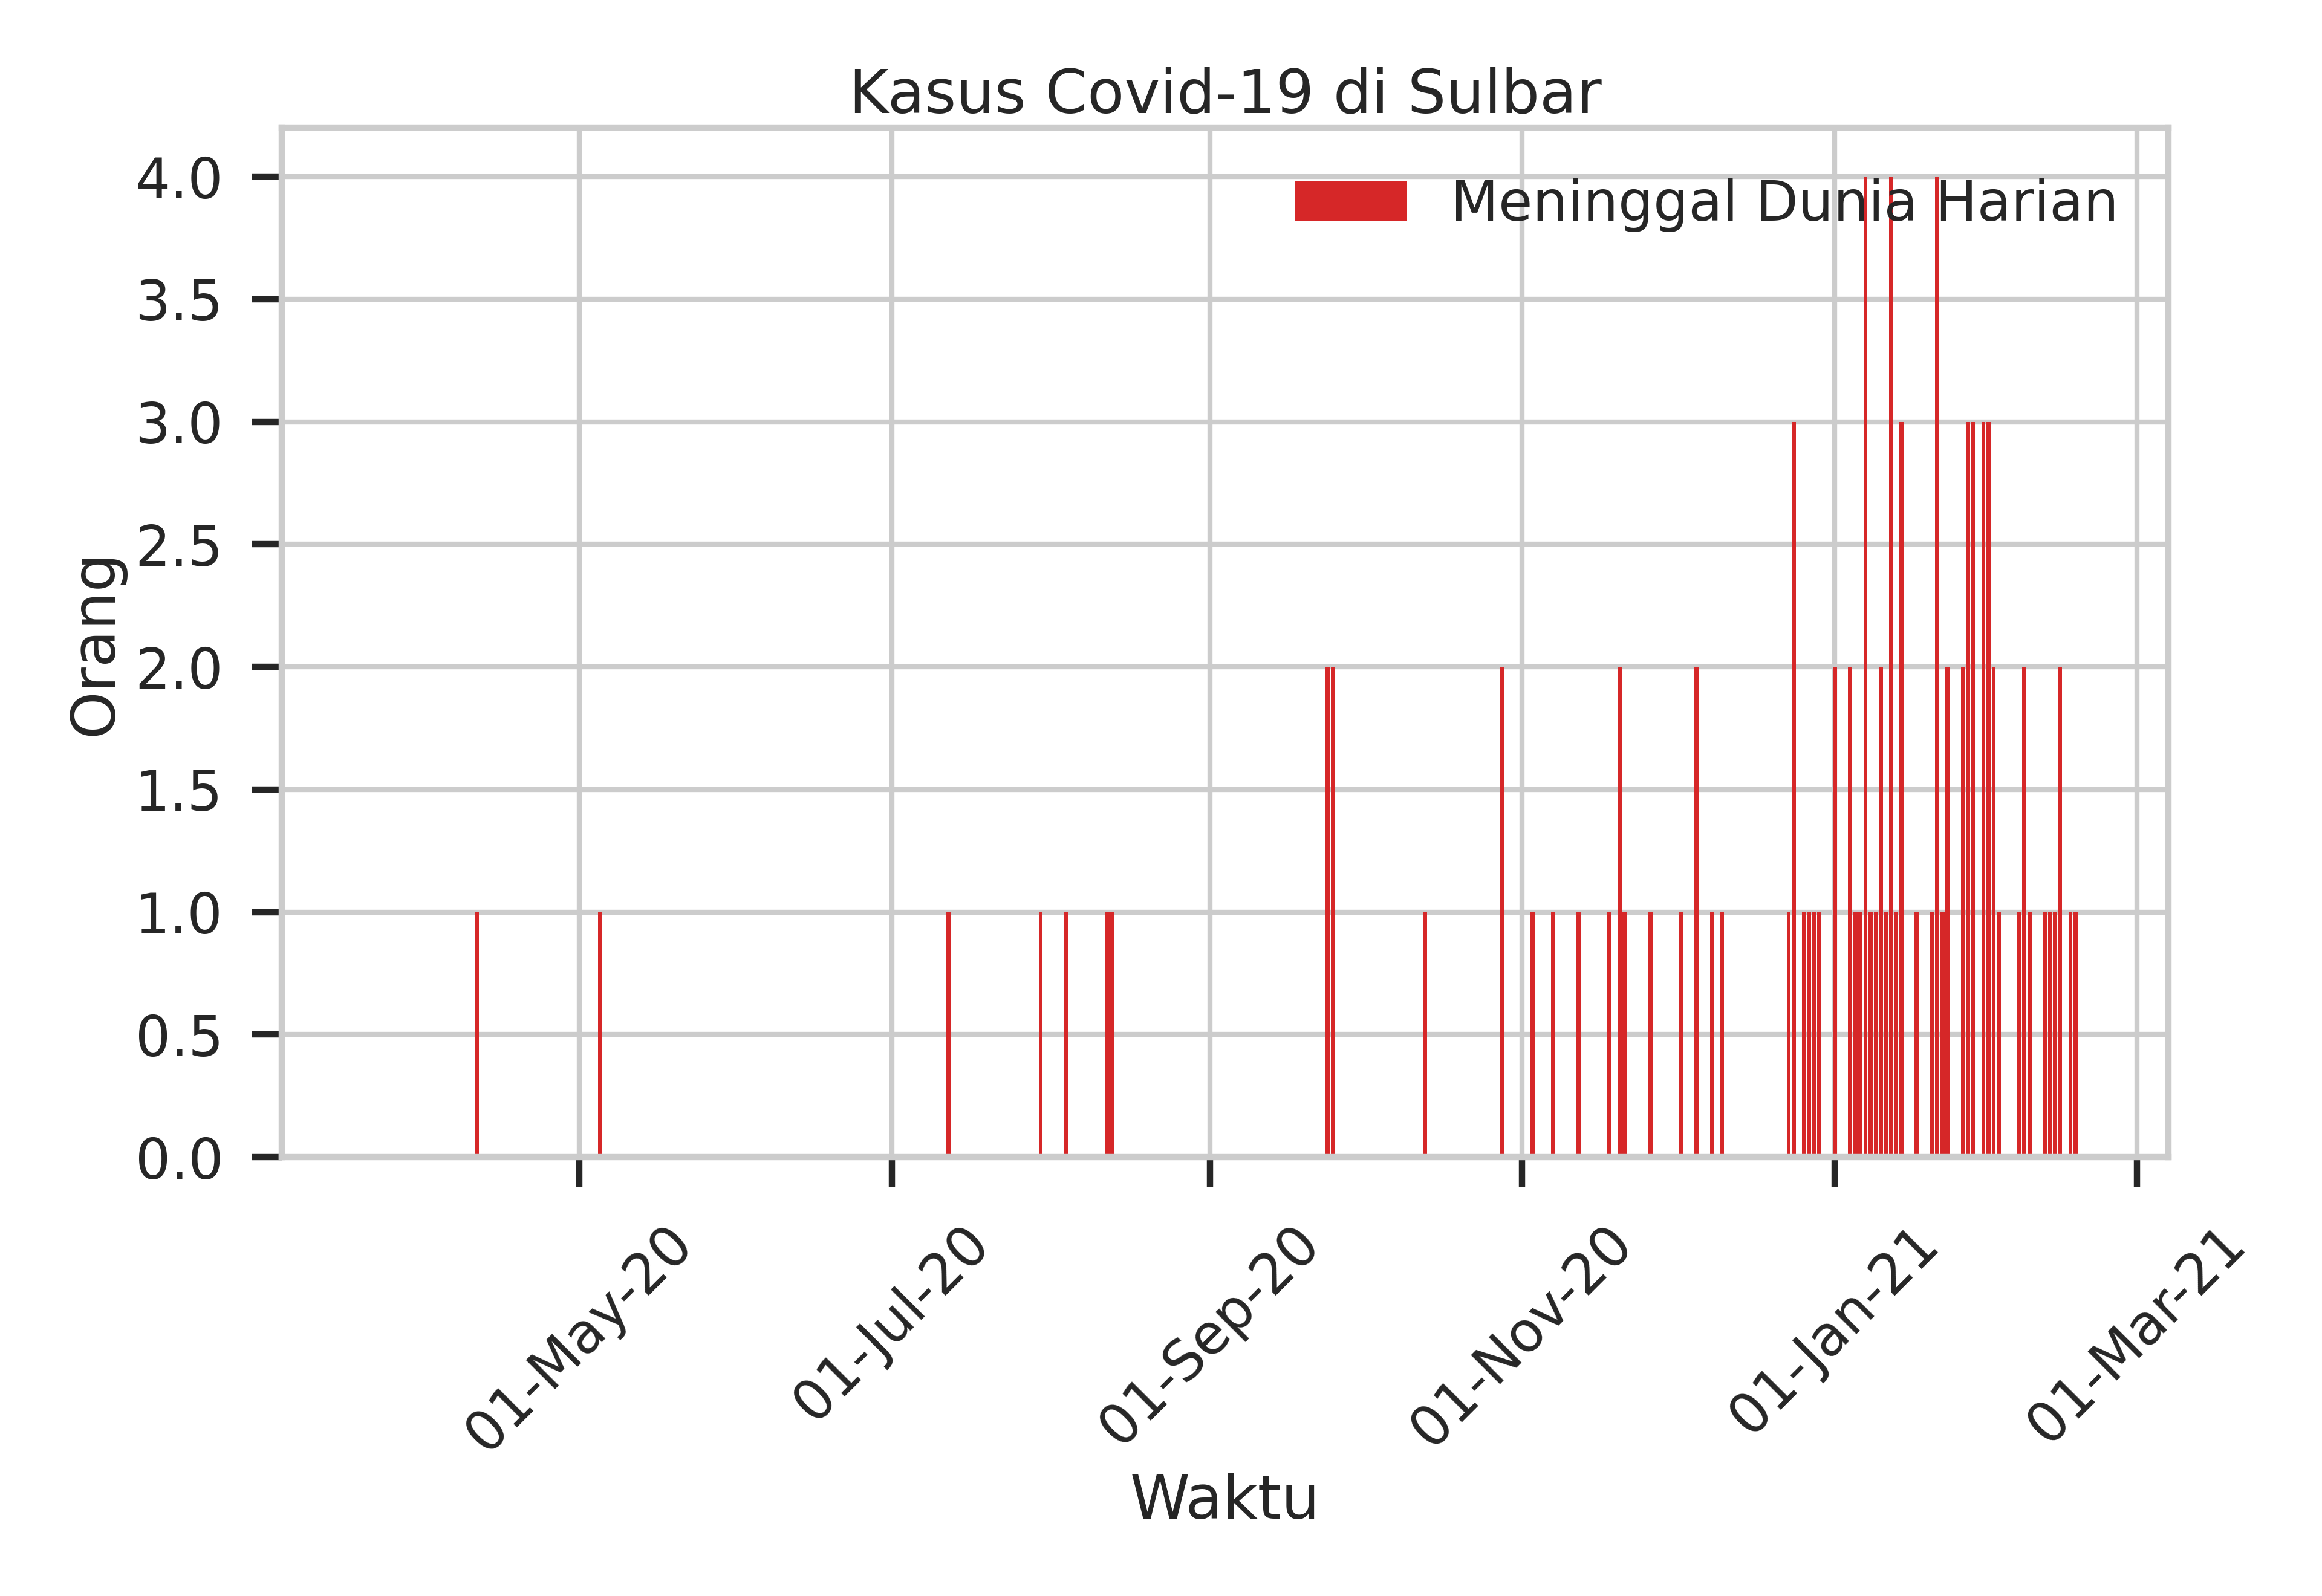 Kasus Covid-19 di Sulbar
Meninggal Dunia Harian
4.0
3.5
3.0
2.5
2.0
1.5
1.0
0.5
0.0
Orang
01-May-20
01-Jul-20
01-Sep-20
01-Nov-20
01-Jan-21
01-Mar-21
Waktu